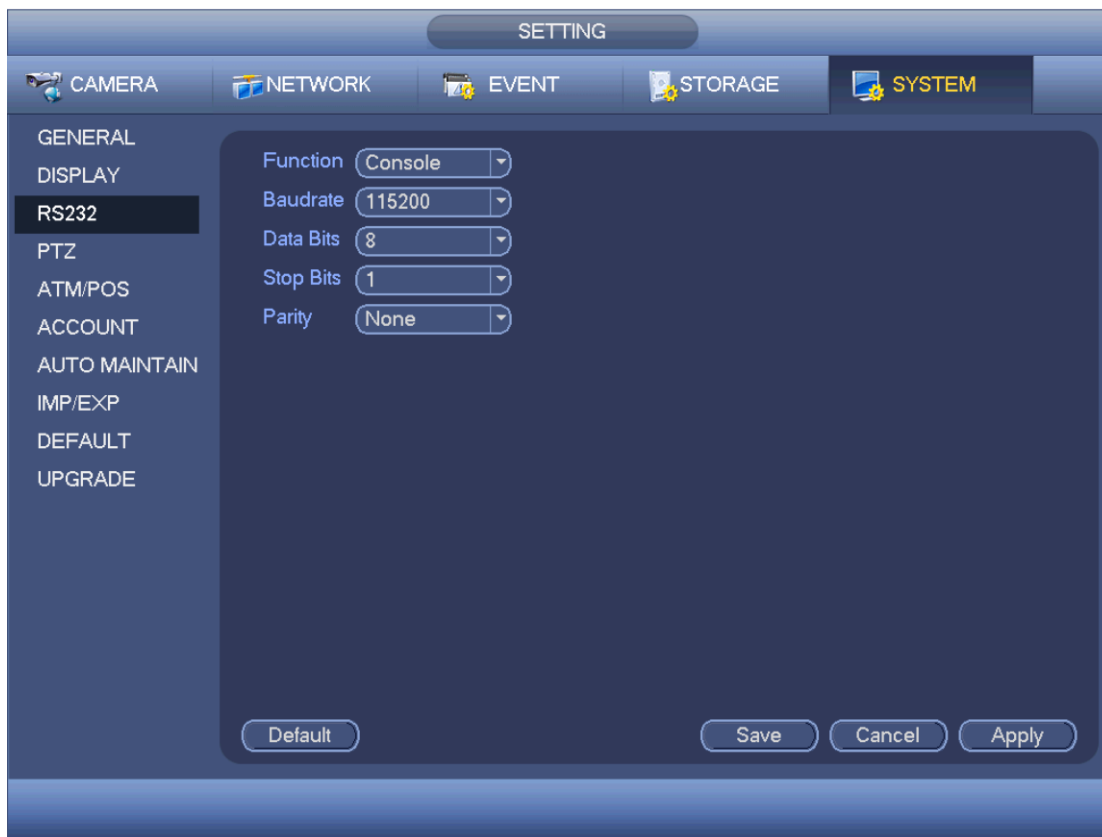 SETTING
CAMERA NETWORK EVENT STORAGE SYSTEM
GENERAL
DISPLAY
RS232
PTZ
ATM/POS
ACCOUNT
AUTO MAINTAIN
IMP/EXP
DEFAULT
UPGRADE
Function Console
Baudrate 115200
Data Bits 8
Stop Bits 1
Parity None
Default Save Cancel Apply